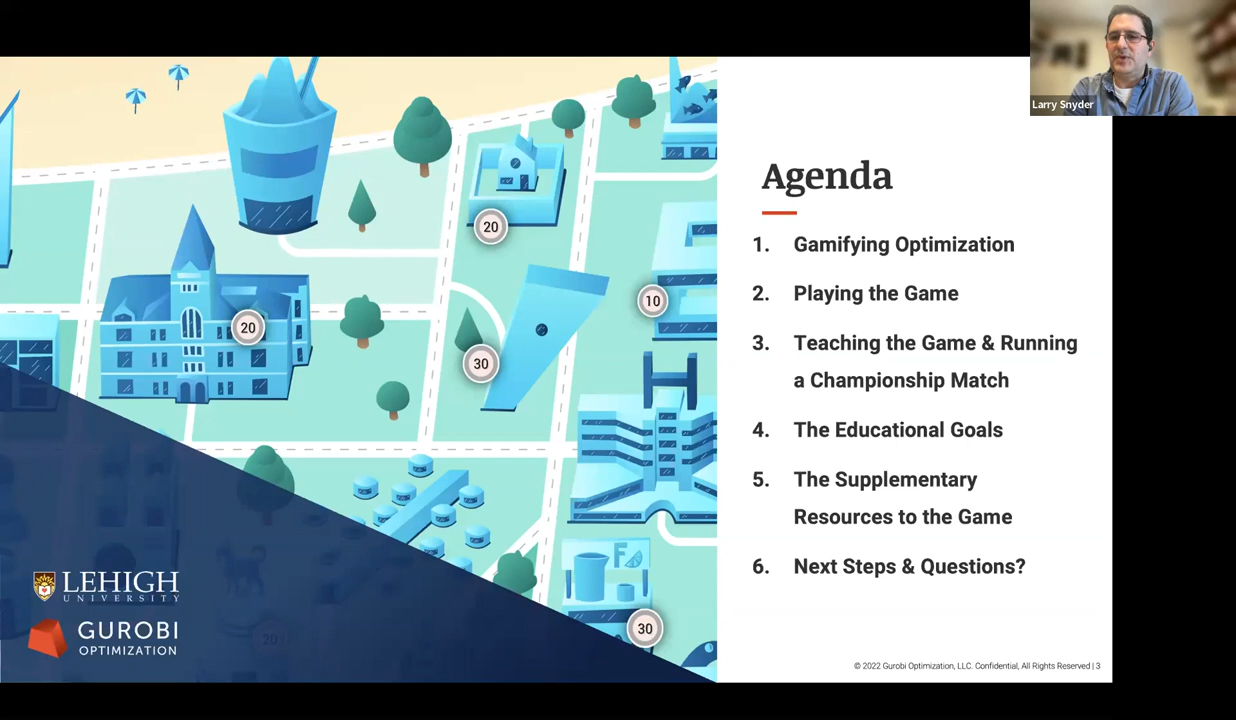 Larry Snyder
Agenda
1. Gamifying Optimization
2. Playing the Game
3. Teaching the Game & Running
a Championship Match
4. The Educational Goals
5. The Supplementary
Resources to the Game
6. Next Steps & Questions?
20
10
20
30
F
30
20
LEHIGH
UNIVERSITY
GUROBI
OPTIMIZATION
© 2022 Gurobi Optimization, LLC. Confidential, All Rights Reserved | 3